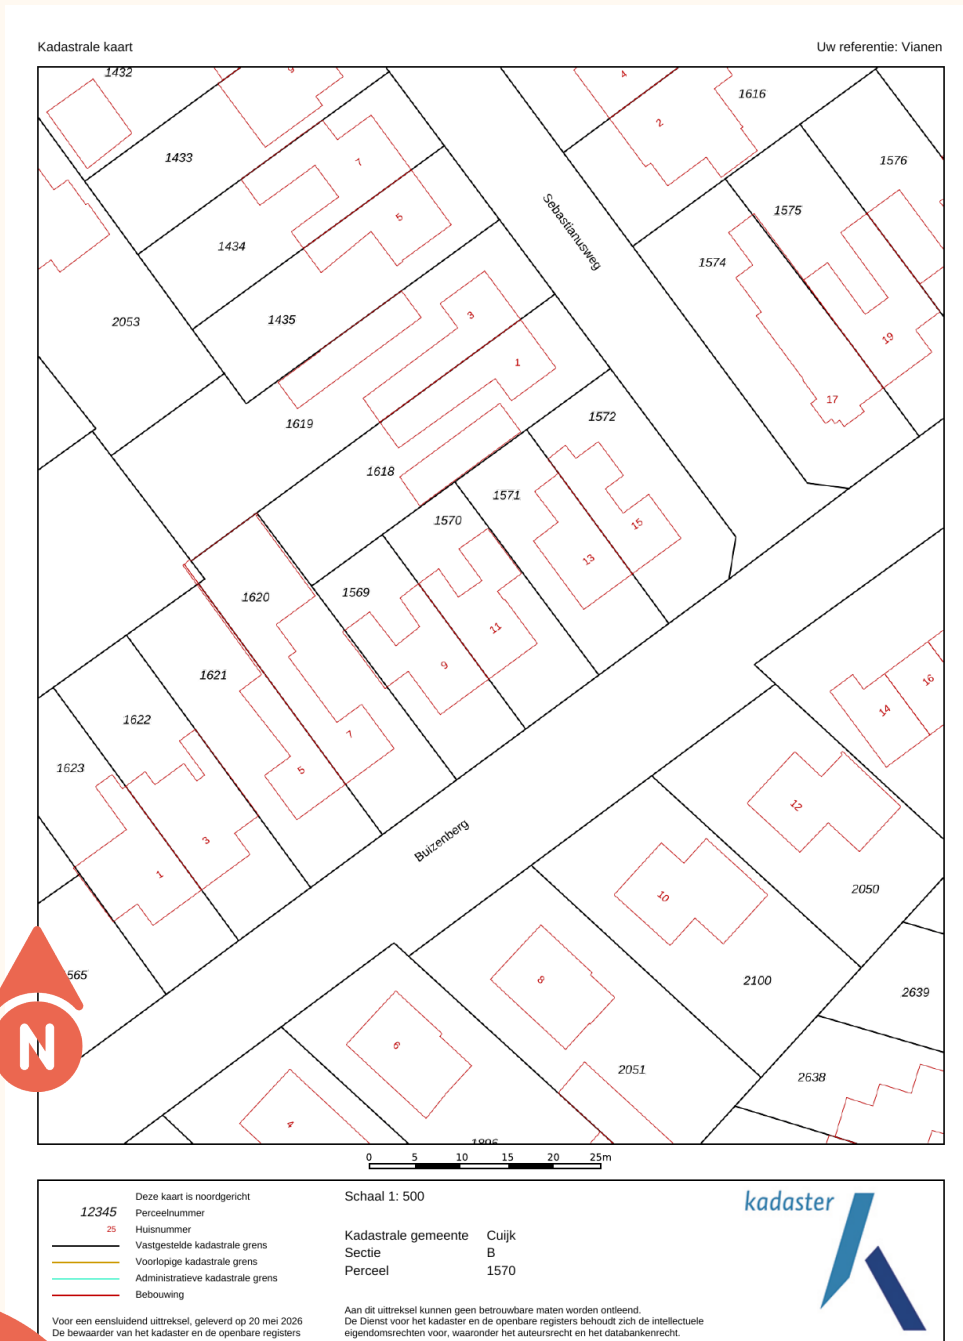 Kadastrale kaart
Uw referentie: Vianen
1432
9
4
1616
2
1433
7
1576
5
1575
Sebastianusweg
1434
1574
2053
1435
3
19
1
17
1619
1572
1618
1571
1570
15
13
1569
1620
11
9
1621
16
14
1622
7
1623
5
12
3
Buizenberg
1
2050
10
565
8
2100
2639
6
2051
2638
4
0 5 10 15 20 25m
N
Deze kaart is noordgericht
12345 Perceelnummer
25 Huisnummer
Vastgestelde kadastrale grens
Voorlopige kadastrale grens
Administratieve kadastrale grens
Bebouwing
Voor een eensluidend uittreksel, geleverd op 20 mei 2026
De bewaarder van het kadaster en de openbare registers
Schaal 1: 500
Kadastrale gemeente Cuijk
Sectie B
Perceel 1570
Aan dit uittreksel kunnen geen betrouwbare maten worden ontleend.
De Dienst voor het kadaster en de openbare registers behoudt zich de intellectuele
eigendomsrechten voor, waaronder het auteursrecht en het databankenrecht.
kadaster